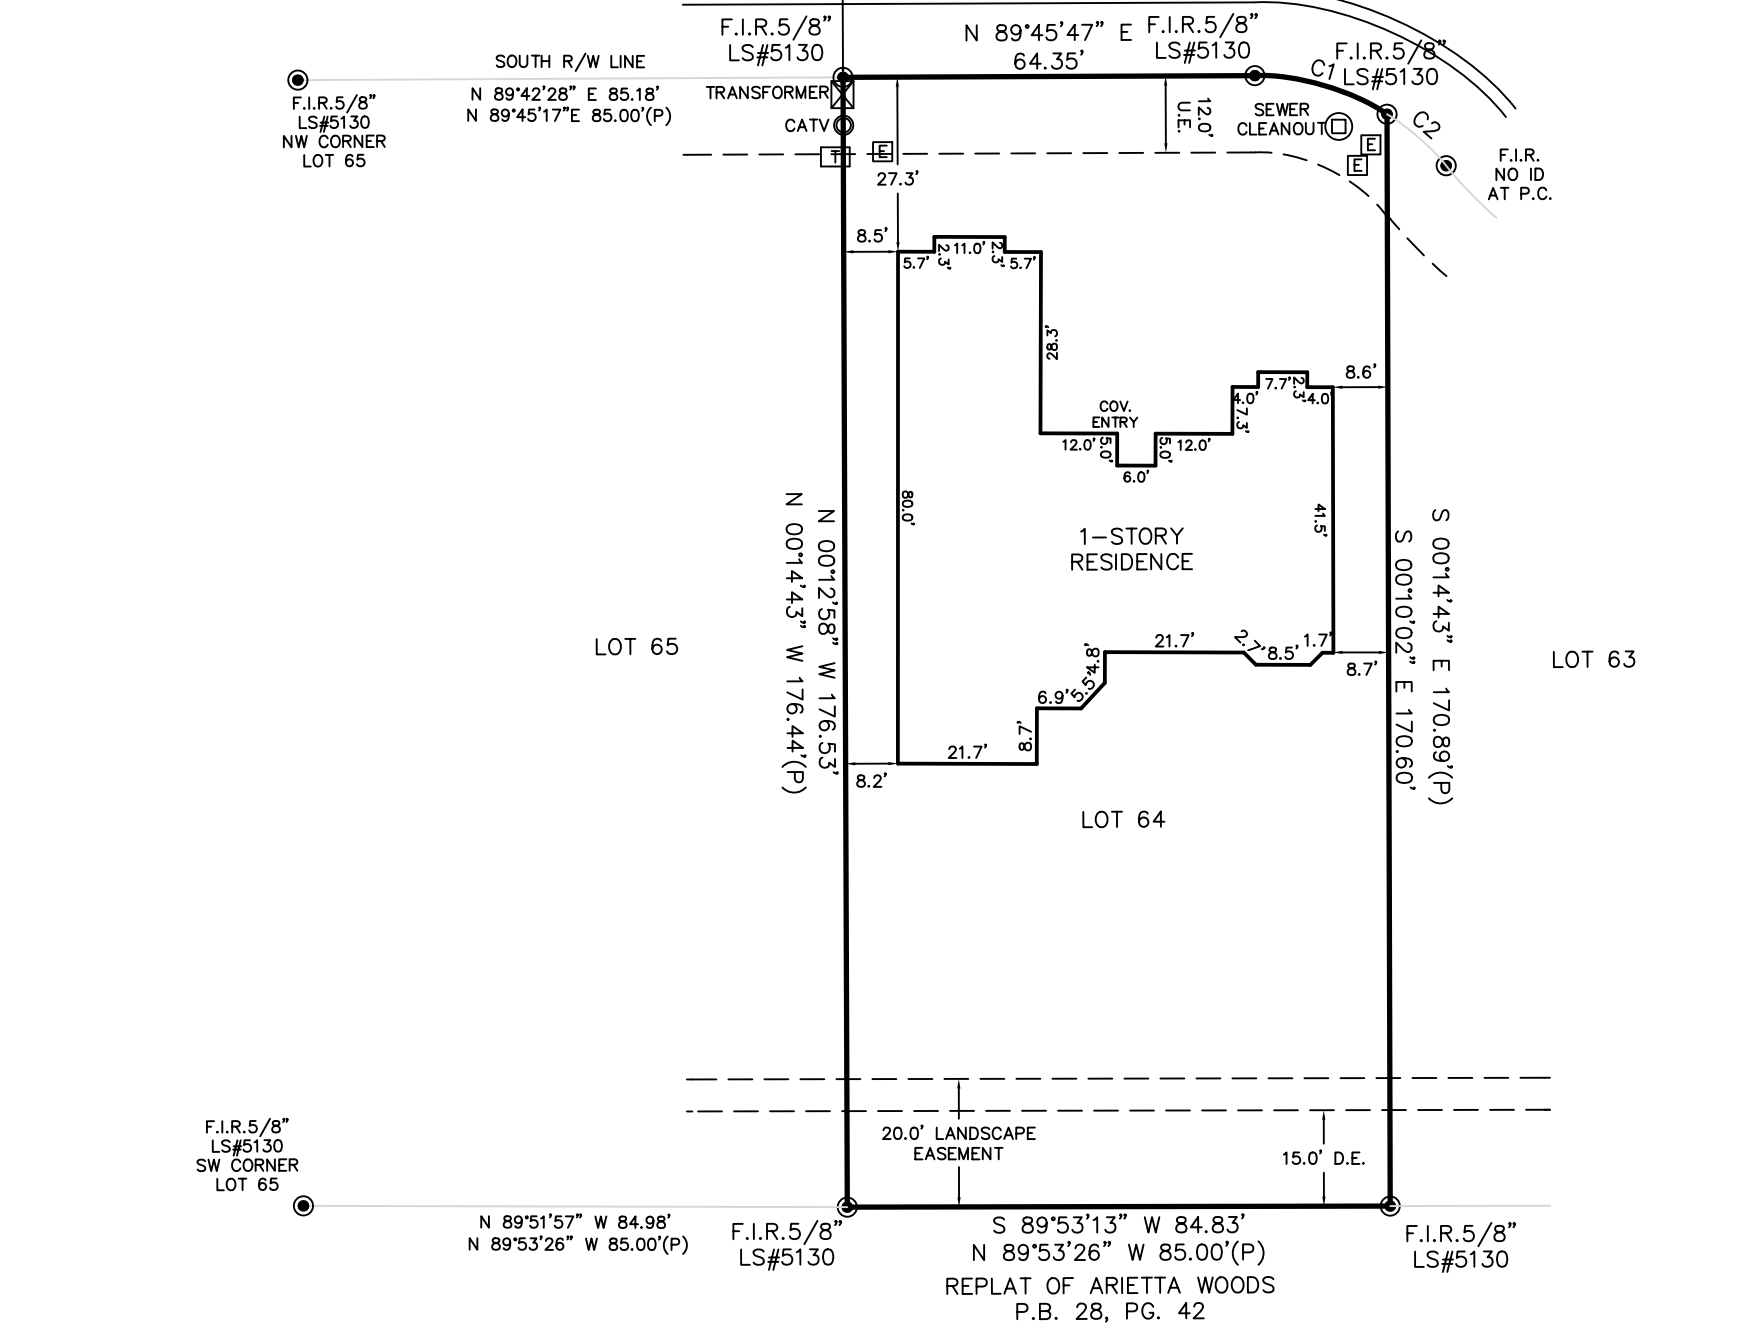 F.I.R.5/8"
LS#5130
N 89°45'47" E
64.35'
F.I.R.5/8"
LS#5130
F.I.R.5/8"
LS#5130
C1
C2
SOUTH R/W LINE
N 89°42'28" E 85.18'
N 89°45'17"E 85.00'(P)
F.I.R.5/8"
LS#5130
NW CORNER
LOT 65
TRANSFORMER
CATV
T
E
12.0'
U.E.
SEWER
CLEANOUT
E
E
F.I.R.
NO ID
AT P.C.
27.3'
8.5'
5.7'
2.3'
11.0'
2.3'
5.7'
28.3'
8.6'
7.7'
2.3'
4.0'
4.0'
7.3'
COV.
ENTRY
12.0'
5.0'
5.0'
12.0'
6.0'
80.0'
41.5'
1-STORY
RESIDENCE
N 00°14'43" W 176.44'(P)
N 00°12'58" W 176.53'
S 00°10'02" E 170.60'
S 00°14'43" E 170.89'(P)
LOT 65
LOT 63
21.7'
2.7'
8.5'
1.7'
8.7'
4.8'
5.5'
6.9'
8.7'
21.7'
8.2'
LOT 64
20.0' LANDSCAPE
EASEMENT
15.0' D.E.
F.I.R.5/8"
LS#5130
SW CORNER
LOT 65
N 89°51'57" W 84.98'
N 89°53'26" W 85.00'(P)
F.I.R.5/8"
LS#5130
S 89°53'13" W 84.83'
N 89°53'26" W 85.00'(P)
F.I.R.5/8"
LS#5130
REPLAT OF ARIETTA WOODS
P.B. 28, PG. 42